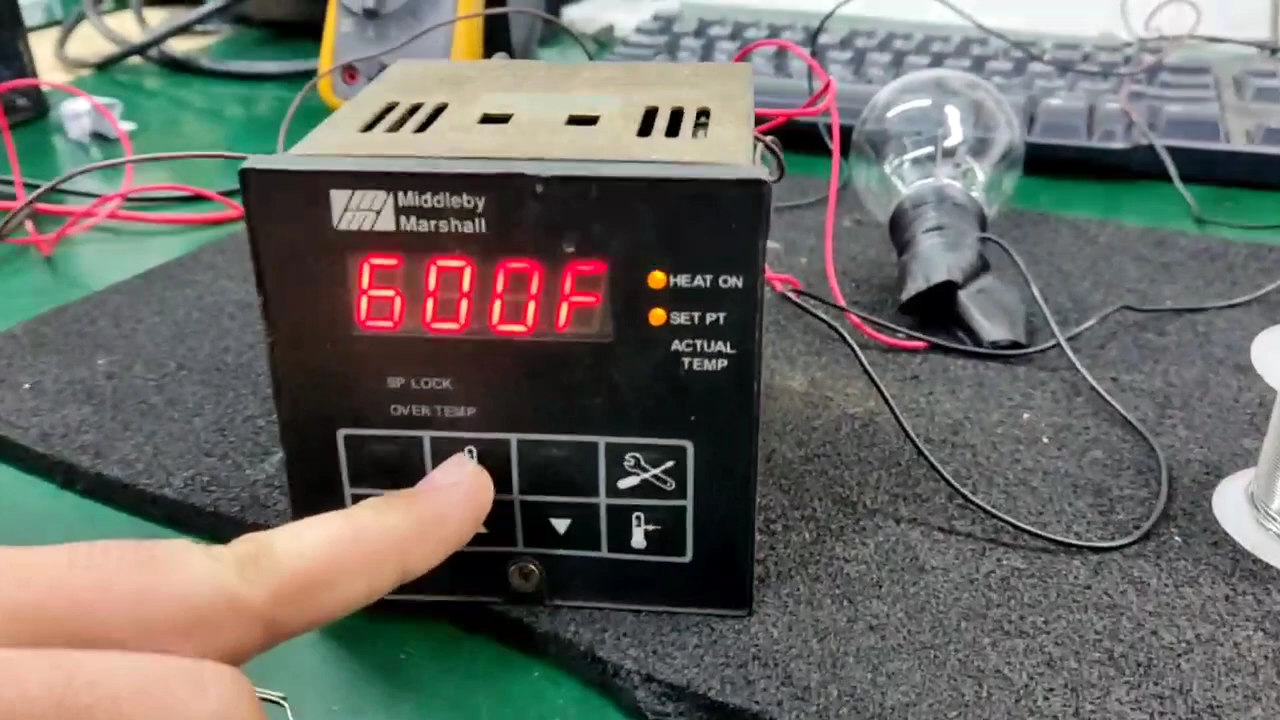 Middleby
Marshall
600F
HEAT ON
SET PT
ACTUAL
TEMP
SP LOCK
OVER TEMP